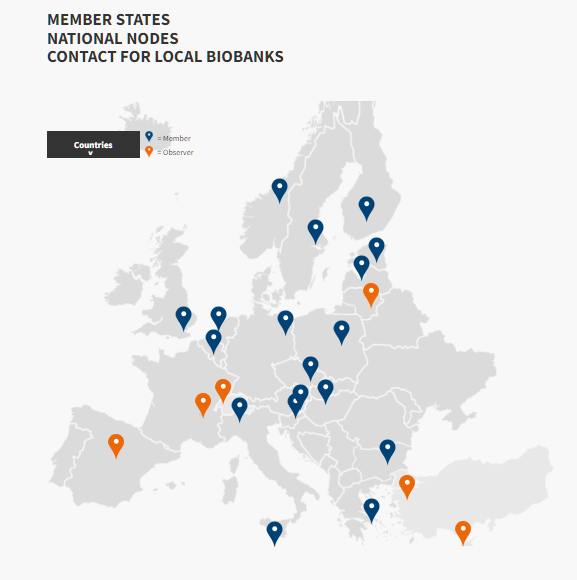 MEMBER STATES
NATIONAL NODES
CONTACT FOR LOCAL BIOBANKS
Countries
v
= Member
= Observer